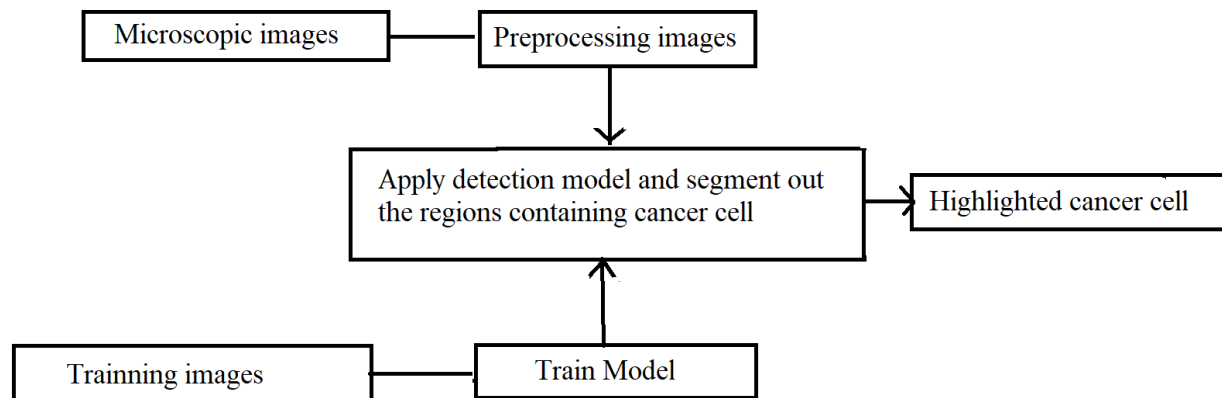 Microscopic images
Preprocessing images
Apply detection model and segment out
the regions containing cancer cell
Highlighted cancer cell
Trainning images
Train Model